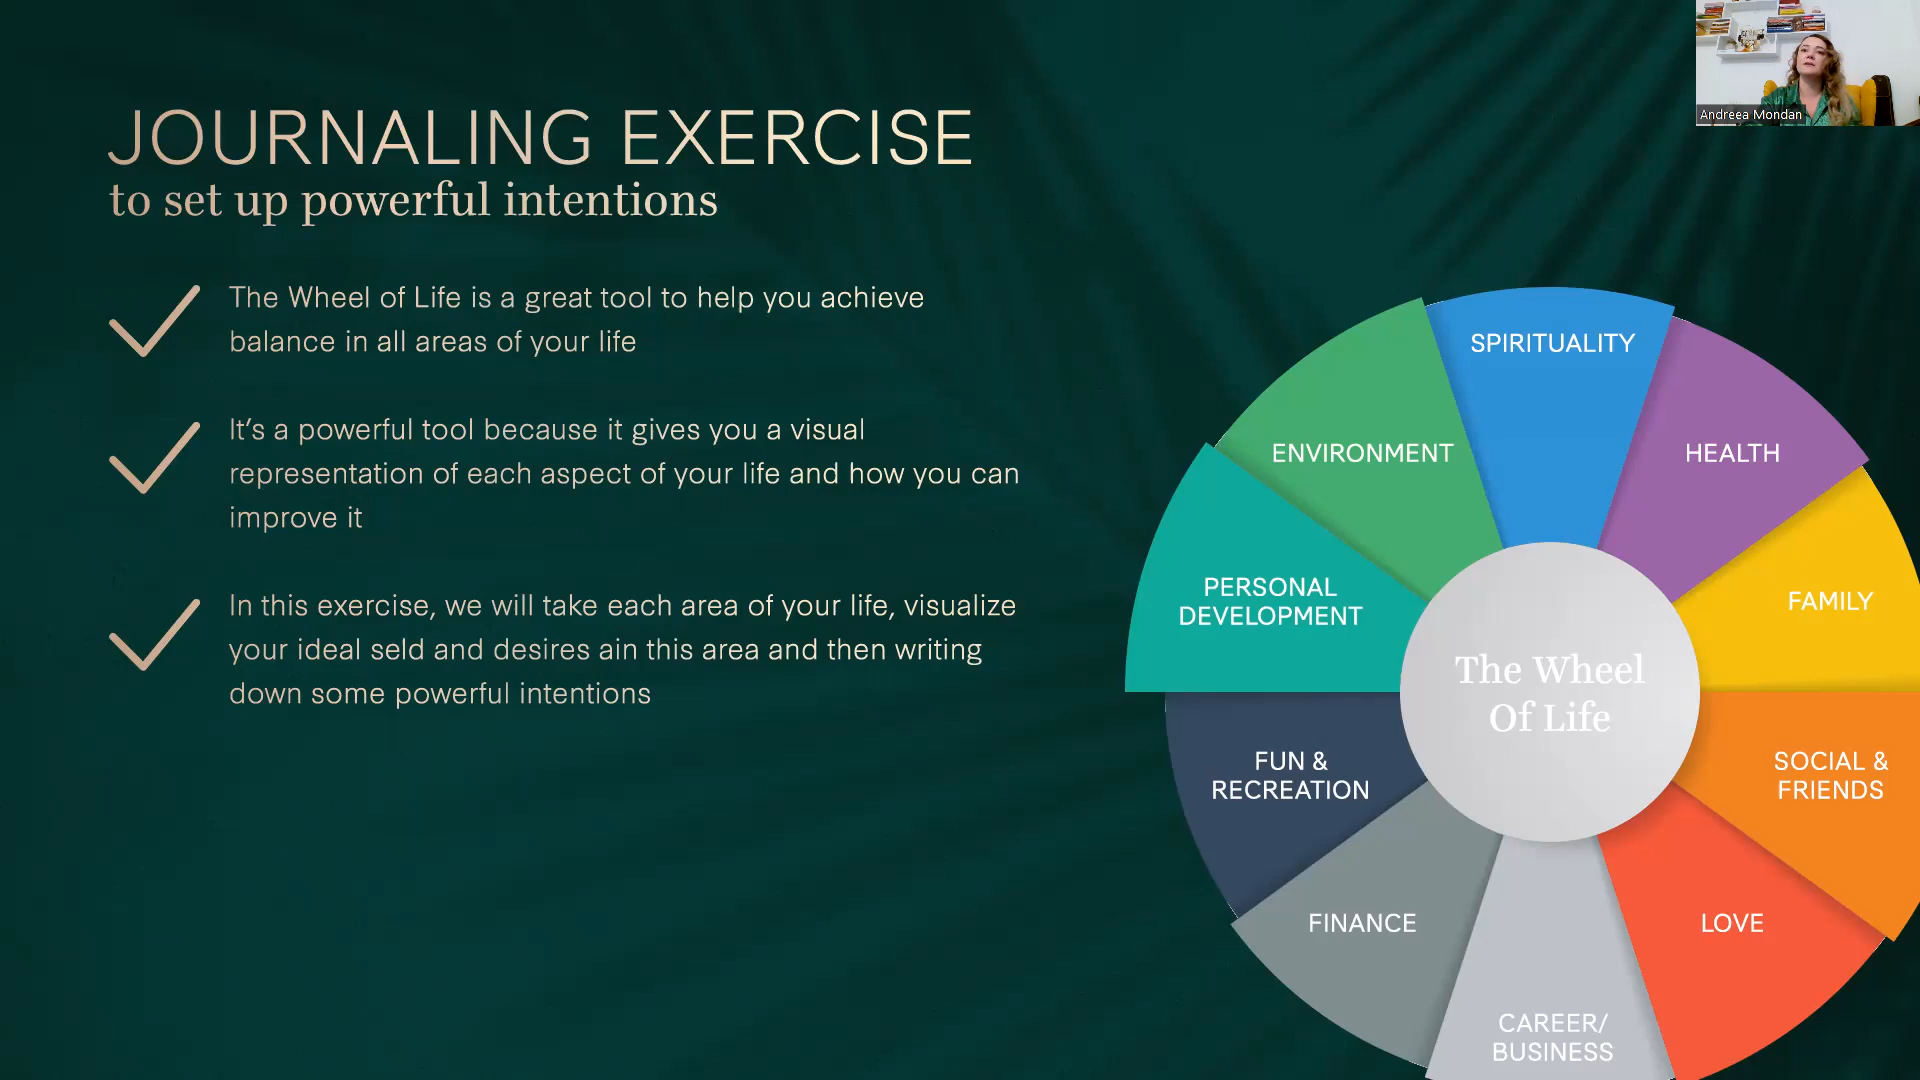 JOURNALING EXERCISE
to set up powerful intentions
The Wheel of Life is a great tool to help you achieve
balance in all areas of your life
It’s a powerful tool because it gives you a visual
representation of each aspect of your life and how you can
improve it
In this exercise, we will take each area of your life, visualize
your ideal seld and desires ain this area and then writing
down some powerful intentions
Andreea Mondan
SPIRITUALITY
ENVIRONMENT
HEALTH
PERSONAL
DEVELOPMENT
FAMILY
The Wheel
Of Life
FUN &
RECREATION
SOCIAL &
FRIENDS
FINANCE
LOVE
CAREER/
BUSINESS